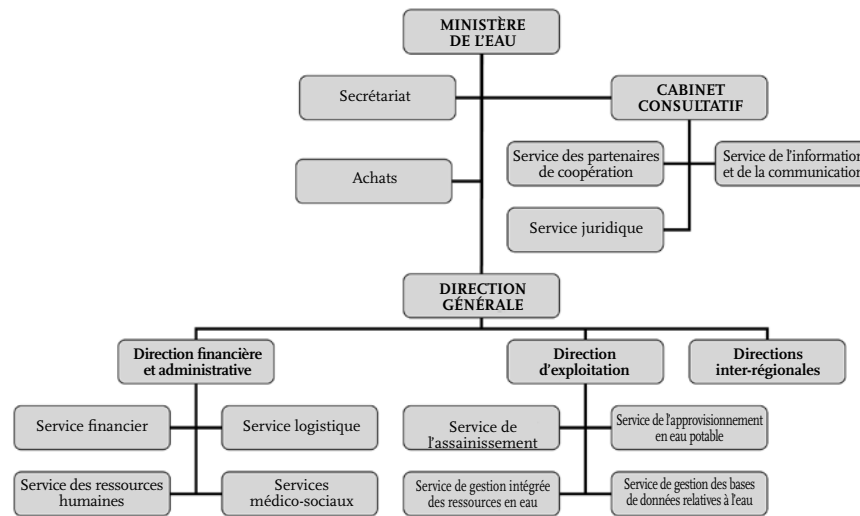 MINISTÈRE
DE L'EAU
Secrétariat
CABINET
CONSULTATIF
Service des partenaires
de coopération
Service de l'information
et de la communication
Achats
Service juridique
DIRECTION
GÉNÉRALE
Direction financière
et administrative
Direction
d'exploitation
Directions
inter-régionales
Service financier
Service logistique
Service de
l'assainissement
Service de l'approvisionnement
en eau potable
Service des ressources
humaines
Services
médico-sociaux
Service de gestion intégrée
des ressources en eau
Service de gestion des bases
de données relatives à l'eau